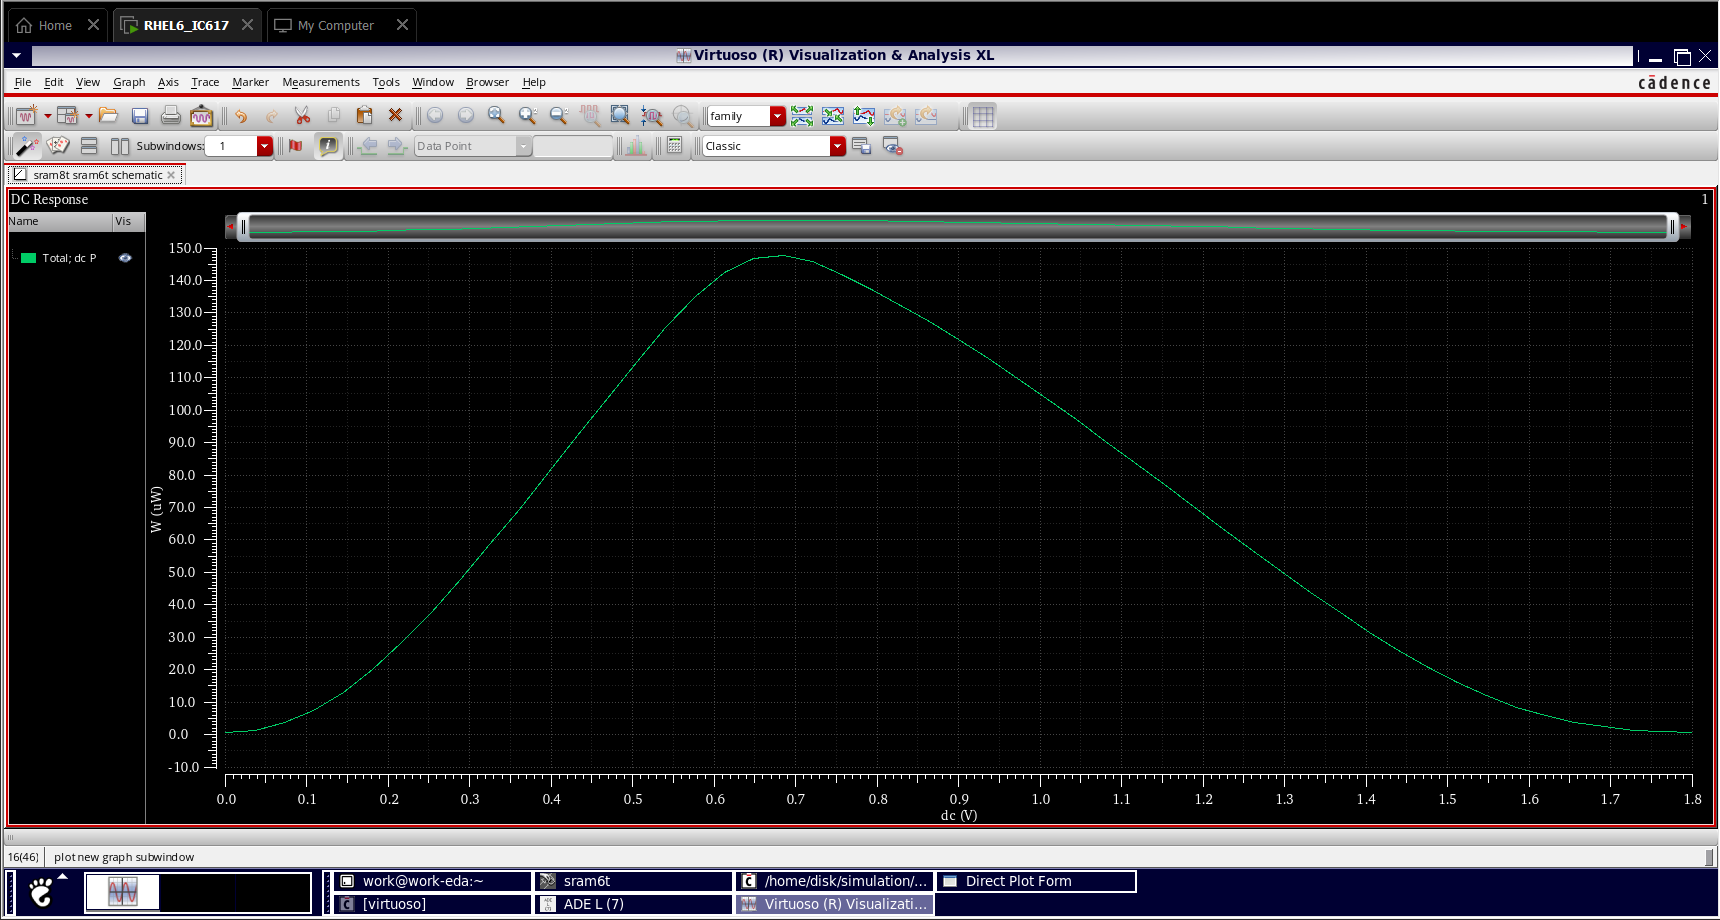 Home
RHEL6_IC617
My Computer
Virtuoso (R) Visualization & Analysis XL
File Edit View Graph Axis Trace Marker Measurements Tools Window Browser Help
cādence
family
Subwindows: 1
Data Point
Classic
sram8t sram6t schematic
DC Response
1
Name Vis
Total; dc P
150.0
140.0
130.0
120.0
110.0
100.0
90.0
80.0
70.0
60.0
50.0
40.0
30.0
20.0
10.0
0.0
-10.0
W (uW)
0.0 0.1 0.2 0.3 0.4 0.5 0.6 0.7 0.8 0.9 1.0 1.1 1.2 1.3 1.4 1.5 1.6 1.7 1.8
dc (V)
16(46) plot new graph subwindow
work@work-eda:~ sram6t /home/disk/simulation/... Direct Plot Form
[virtuoso] ADE L (7) Virtuoso (R) Visualizati...